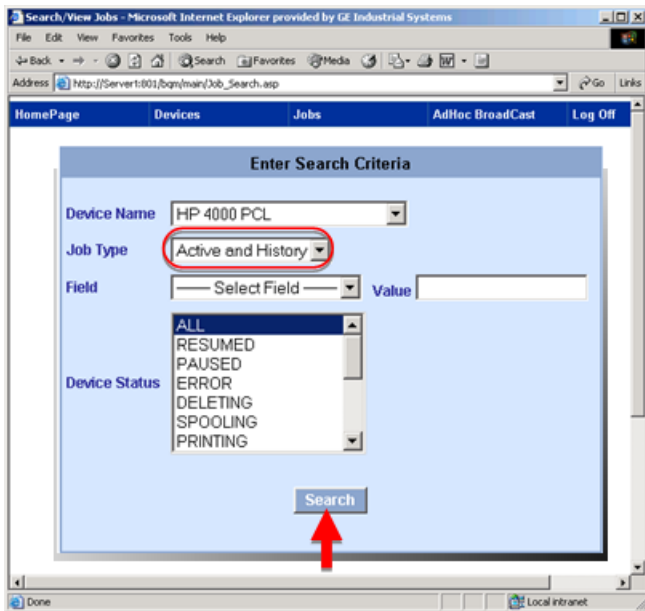 Search/View Jobs - Microsoft Internet Explorer provided by GE Industrial Systems
File Edit View Favorites Tools Help
Back Search Favorites Media
Address http://Server1:801/bqm/main/Job_Search.asp Go Links
HomePage Devices Jobs AdHoc BroadCast Log Off
Enter Search Criteria
Device Name HP 4000 PCL
Job Type Active and History
Field —— Select Field —— Value
Device Status
ALL
RESUMED
PAUSED
ERROR
DELETING
SPOOLING
PRINTING
Search
Done Local intranet